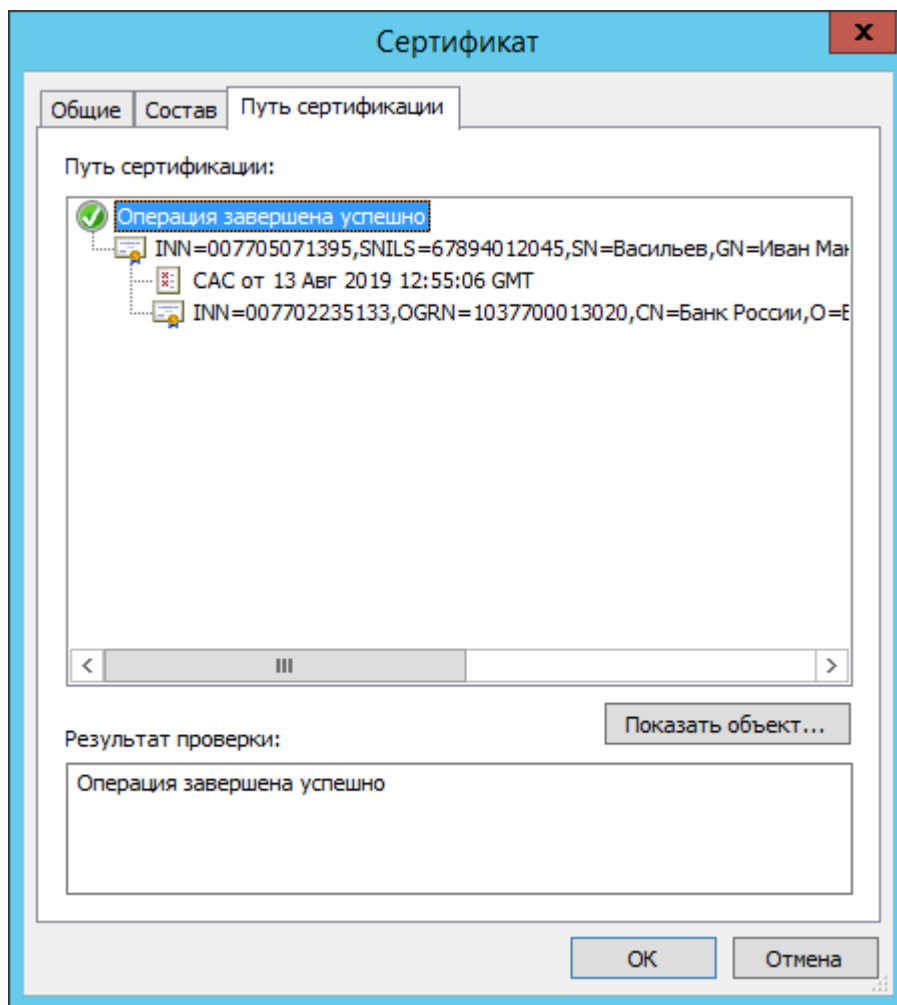 Сертификат
x
Общие Состав Путь сертификации
Путь сертификации:
Операция завершена успешно
INN=007705071395,SNILS=67894012045,SN=Васильев,GN=Иван
САС от 13 Авг 2019 12:55:06 GMT
INN=007702235133,OGRN=1037700013020,CN=Банк России,O=
Показать объект...
Результат проверки:
Операция завершена успешно
OK Отмена